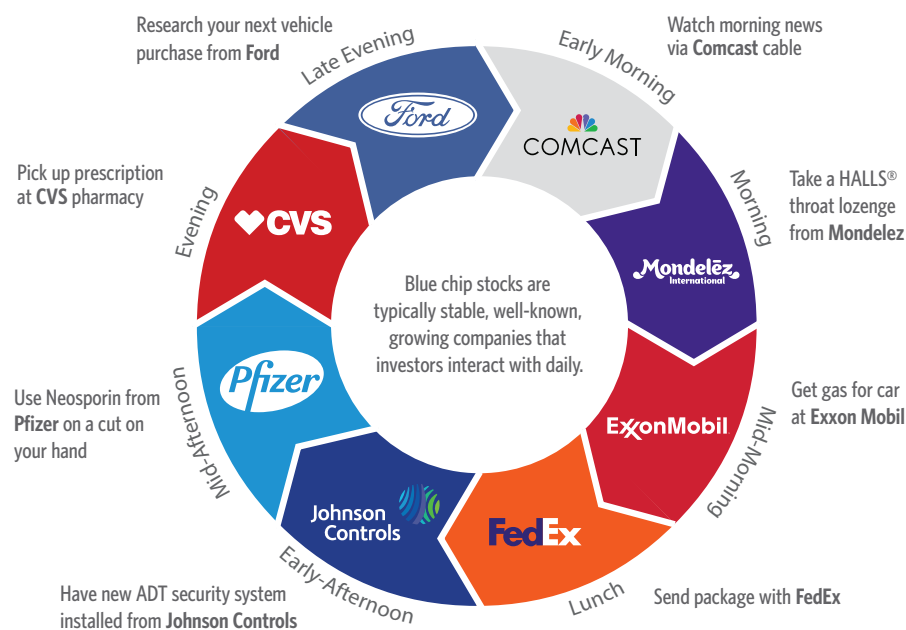 Research your next vehicle
purchase from Ford
Late Evening
Ford
Watch morning news
via Comcast cable
Early Morning
COMCAST
Take a HALLS®
throat lozenge
from Mondelez
Morning
Mondelēz
International
Get gas for car
at Exxon Mobil
Mid-Morning
ExxonMobil
Send package with FedEx
Lunch
FedEx
Have new ADT security system
installed from Johnson Controls
Early-Afternoon
Johnson
Controls
Use Neosporin from
Pfizer on a cut on
your hand
Mid-Afternoon
Pfizer
Pick up prescription
at CVS pharmacy
Evening
CVS
Blue chip stocks are
typically stable, well-known,
growing companies that
investors interact with daily.